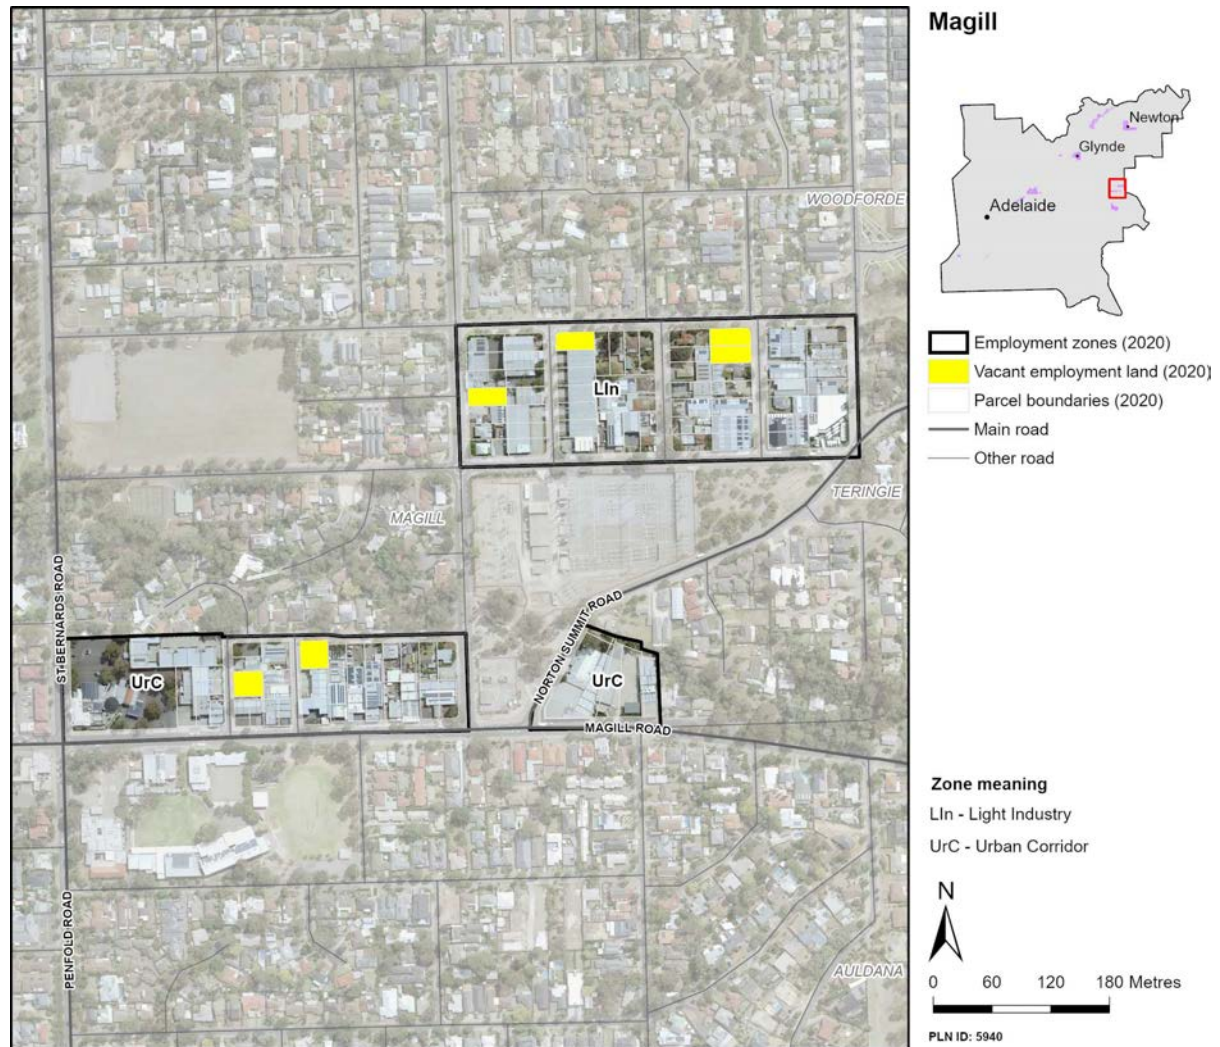 Magill
Newton
Glynde
Adelaide
WOODFORDE
Employment zones (2020)
Vacant employment land (2020)
LIn
Parcel boundaries (2020)
Main road
Other road
TERINGIE
MAGILL
ST BERNARDS ROAD
NORTON SUMMIT ROAD
UrC
UrC
MAGILL ROAD
Zone meaning
LIn - Light Industry
UrC - Urban Corridor
N
PENFOLD ROAD
AULDANA
0 60 120 180 Metres
PLN ID: 5940